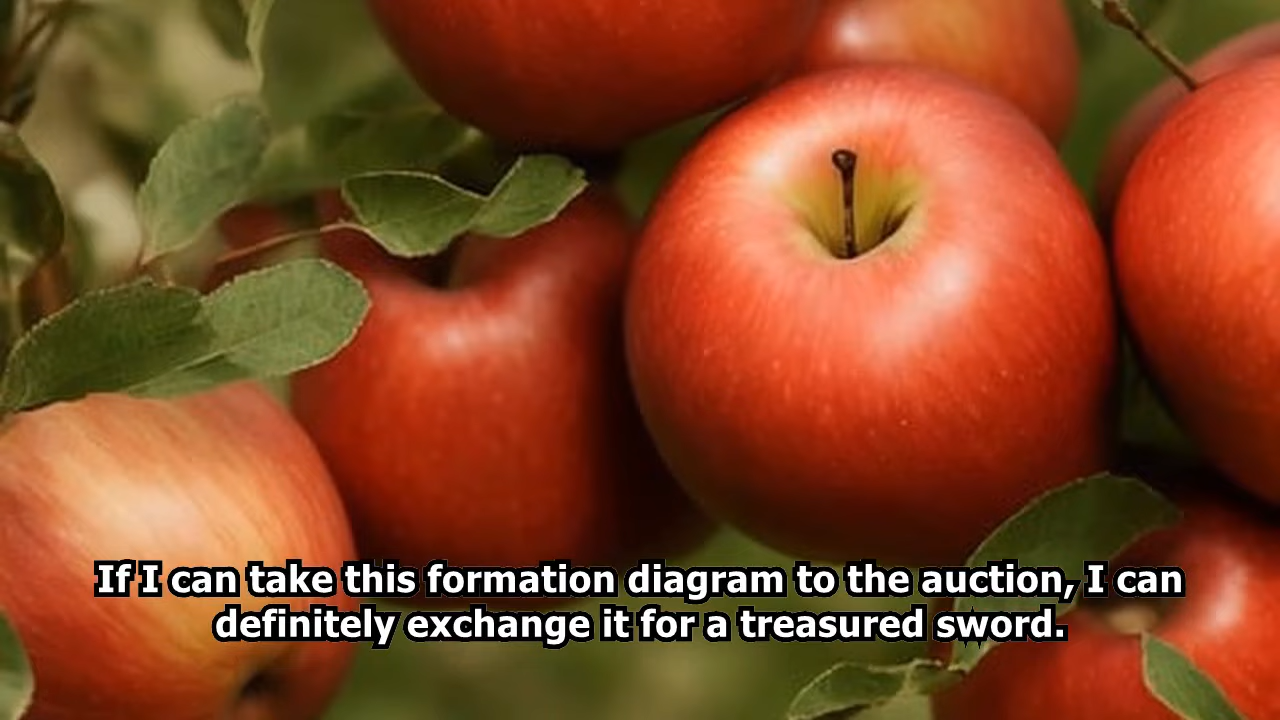 If I can take this formation diagram to the auction, I can
definitely exchange it for a treasured sword.